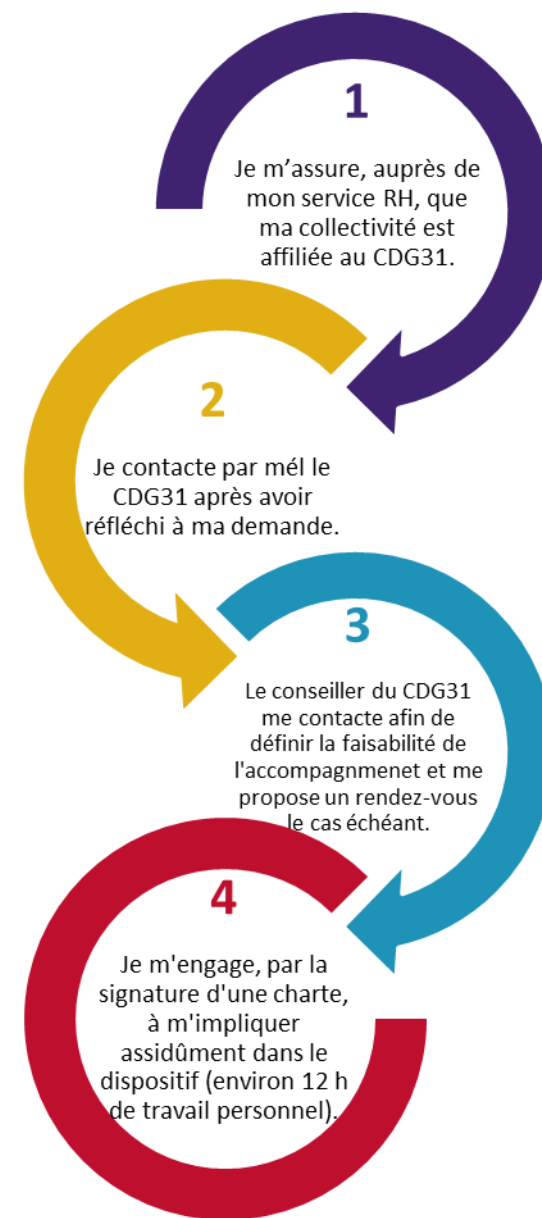 1
Je m’assure, auprès de
mon service RH, que
ma collectivité est
affiliée au CDG31.
2
Je contacte par mél le
CDG31 après avoir
réfléchi à ma demande.
3
Le conseiller du CDG31
me contacte afin de
définir la faisabilité de
l'accompagnmenet et me
propose un rendez-vous
le cas échéant.
4
Je m'engage, par la
signature d'une charte,
à m'impliquer
assidûment dans le
dispositif (environ 12 h
de travail personnel).